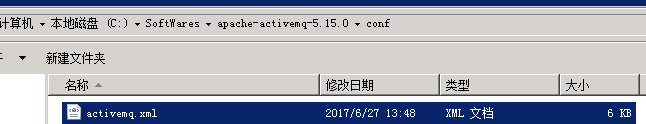 计算机 ▾ 本地磁盘 (C:) ▾ SoftWares ▾ apache-activemq-5.15.0 ▾ conf
新建文件夹
名称 修改日期 类型 大小
activemq.xml 2017/6/27 13:48 XML 文档 6 KB